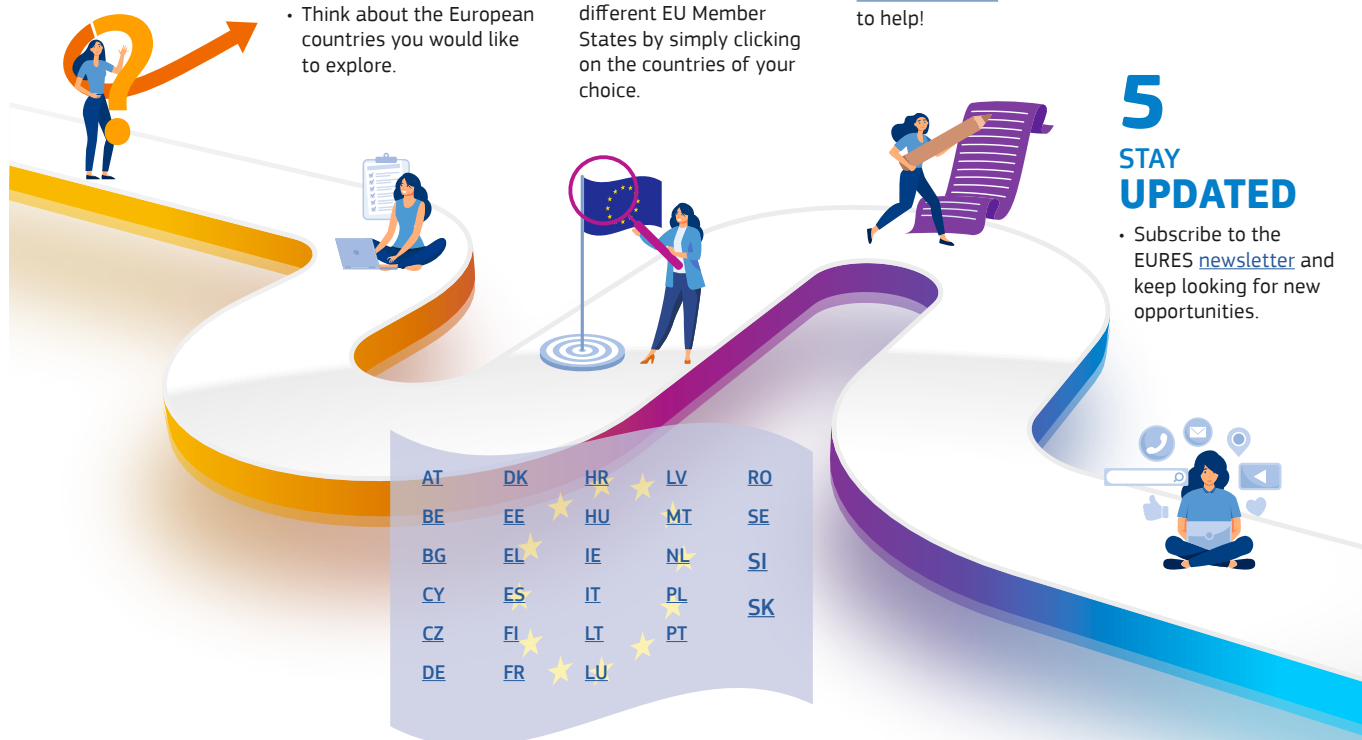 • Think about the European
countries you would like
to explore.
different EU Member
States by simply clicking
on the countries of your
choice.
to help!
5
STAY
UPDATED
• Subscribe to the
EURES newsletter and
keep looking for new
opportunities.
AT DK HR LV RO
BE EE HU MT SE
BG EL IE NL SI
CY ES IT PL SK
CZ FI LT PT
DE FR LU